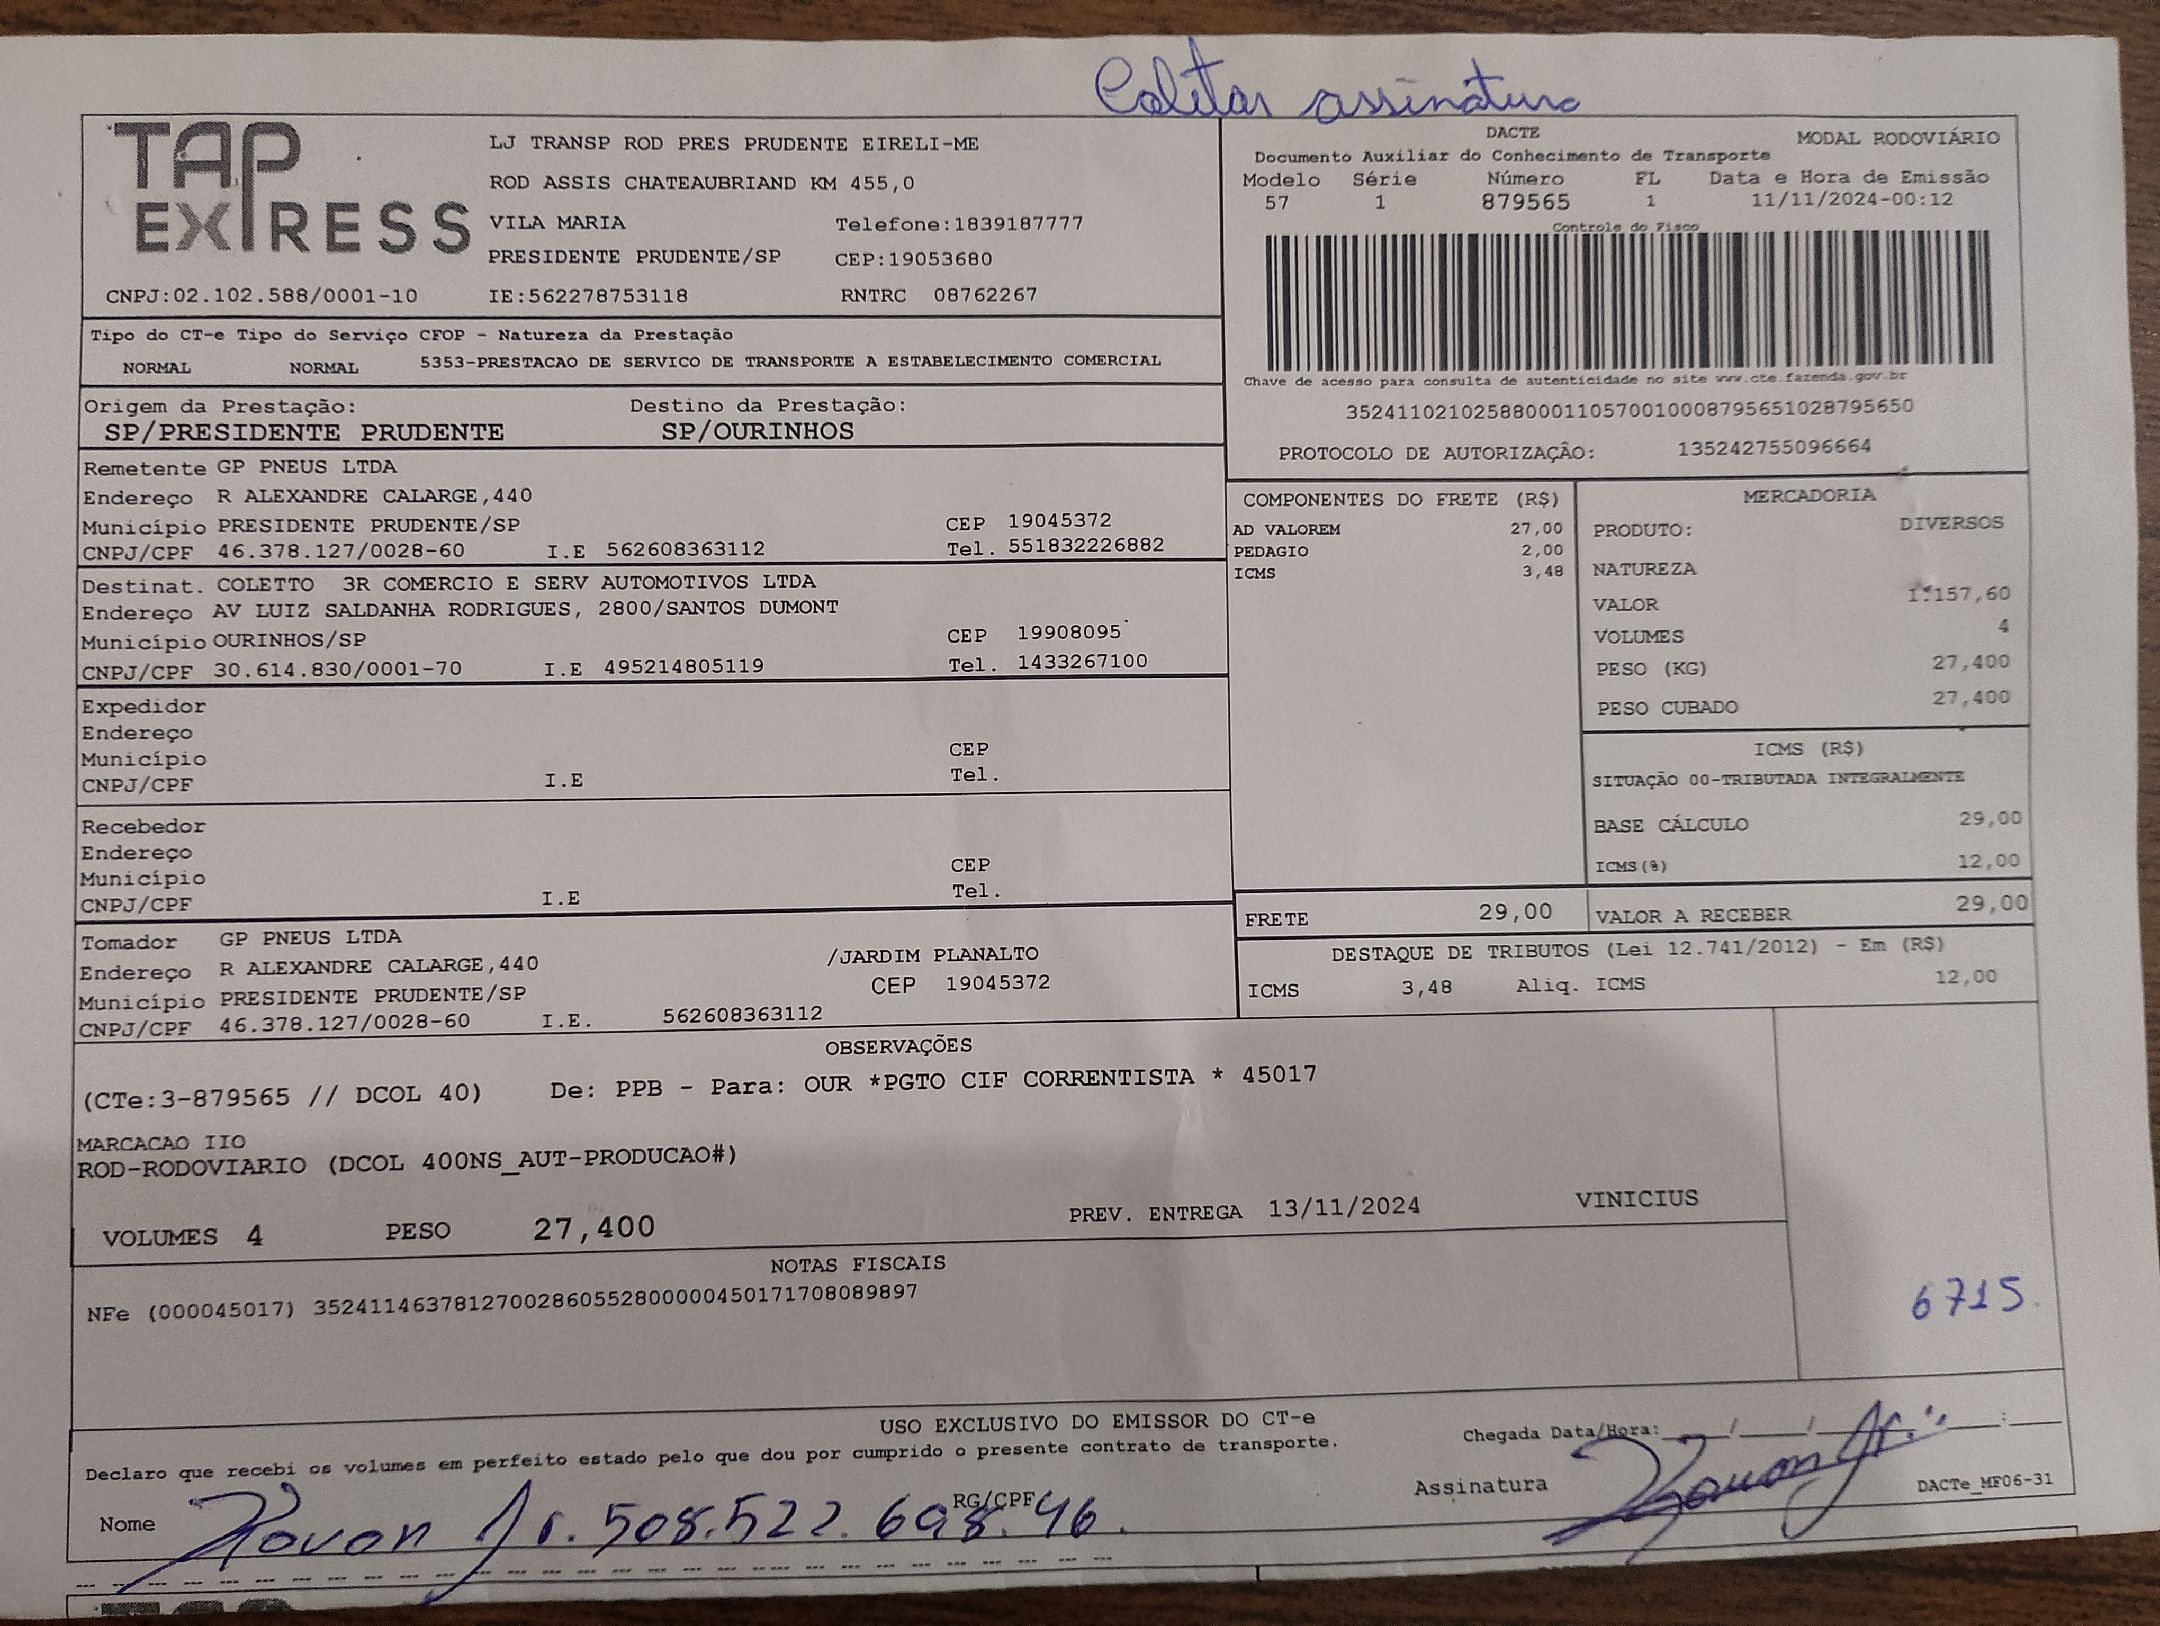 Coletar assinatura
TAP
EXPRESS
LJ TRANSP ROD PRES PRUDENTE EIRELI-ME
ROD ASSIS CHATEAUBRIAND KM 455,0
VILA MARIA Telefone:1839187777
PRESIDENTE PRUDENTE/SP CEP:19053680
CNPJ:02.102.588/0001-10 IE:562278753118 RNTRC 08762267
DACTE MODAL RODOVIÁRIO
Documento Auxiliar do Conhecimento de Transporte
Modelo Série Número FL Data e Hora de Emissão
57 1 879565 1 11/11/2024-00:12
Controle do Fisco
Chave de acesso para consulta de autenticidade no site www.cte.fazenda.gov.br
35241102102588000110570010008795651028795650
PROTOCOLO DE AUTORIZAÇÃO: 135242755096664
Tipo do CT-e Tipo do Serviço CFOP - Natureza da Prestação
NORMAL NORMAL 5353-PRESTACAO DE SERVICO DE TRANSPORTE A ESTABELECIMENTO COMERCIAL
Origem da Prestação: Destino da Prestação:
SP/PRESIDENTE PRUDENTE SP/OURINHOS
Remetente GP PNEUS LTDA
Endereço R ALEXANDRE CALARGE,440
Município PRESIDENTE PRUDENTE/SP CEP 19045372
CNPJ/CPF 46.378.127/0028-60 I.E 562608363112 Tel. 551832226882
Destinat. COLETTO 3R COMERCIO E SERV AUTOMOTIVOS LTDA
Endereço AV LUIZ SALDANHA RODRIGUES, 2800/SANTOS DUMONT
Município OURINHOS/SP CEP 19908095
CNPJ/CPF 30.614.830/0001-70 I.E 495214805119 Tel. 1433267100
Expedidor
Endereço
Município CEP
CNPJ/CPF I.E Tel.
Recebedor
Endereço
Município CEP
CNPJ/CPF I.E Tel.
Tomador GP PNEUS LTDA
Endereço R ALEXANDRE CALARGE,440 /JARDIM PLANALTO
Município PRESIDENTE PRUDENTE/SP CEP 19045372
CNPJ/CPF 46.378.127/0028-60 I.E. 562608363112
COMPONENTES DO FRETE (R$)
AD VALOREM 27,00
PEDAGIO 2,00
ICMS 3,48
MERCADORIA
PRODUTO: DIVERSOS
NATUREZA
VALOR 1.157,60
VOLUMES 4
PESO (KG) 27,400
PESO CUBADO 27,400
ICMS (R$)
SITUAÇÃO 00-TRIBUTADA INTEGRALMENTE
BASE CÁLCULO 29,00
ICMS(%) 12,00
FRETE 29,00 VALOR A RECEBER 29,00
DESTAQUE DE TRIBUTOS (Lei 12.741/2012) - Em (R$)
ICMS 3,48 Aliq. ICMS 12,00
OBSERVAÇÕES
(CTe:3-879565 // DCOL 40) De: PPB - Para: OUR *PGTO CIF CORRENTISTA * 45017
MARCACAO IIO
ROD-RODOVIARIO (DCOL 400NS_AUT-PRODUCAO#)
VOLUMES 4 PESO 27,400 PREV. ENTREGA 13/11/2024 VINICIUS
NOTAS FISCAIS
NFe (000045017) 35241146378127002860552800000450171708089897
6715
USO EXCLUSIVO DO EMISSOR DO CT-e
Declaro que recebi os volumes em perfeito estado pelo que dou por cumprido o presente contrato de transporte.
Chegada Data/Hora:___/___/___ ___:___
Nome RG/CPF 508.522.698.46.
Assinatura
DACTe_MF06-31